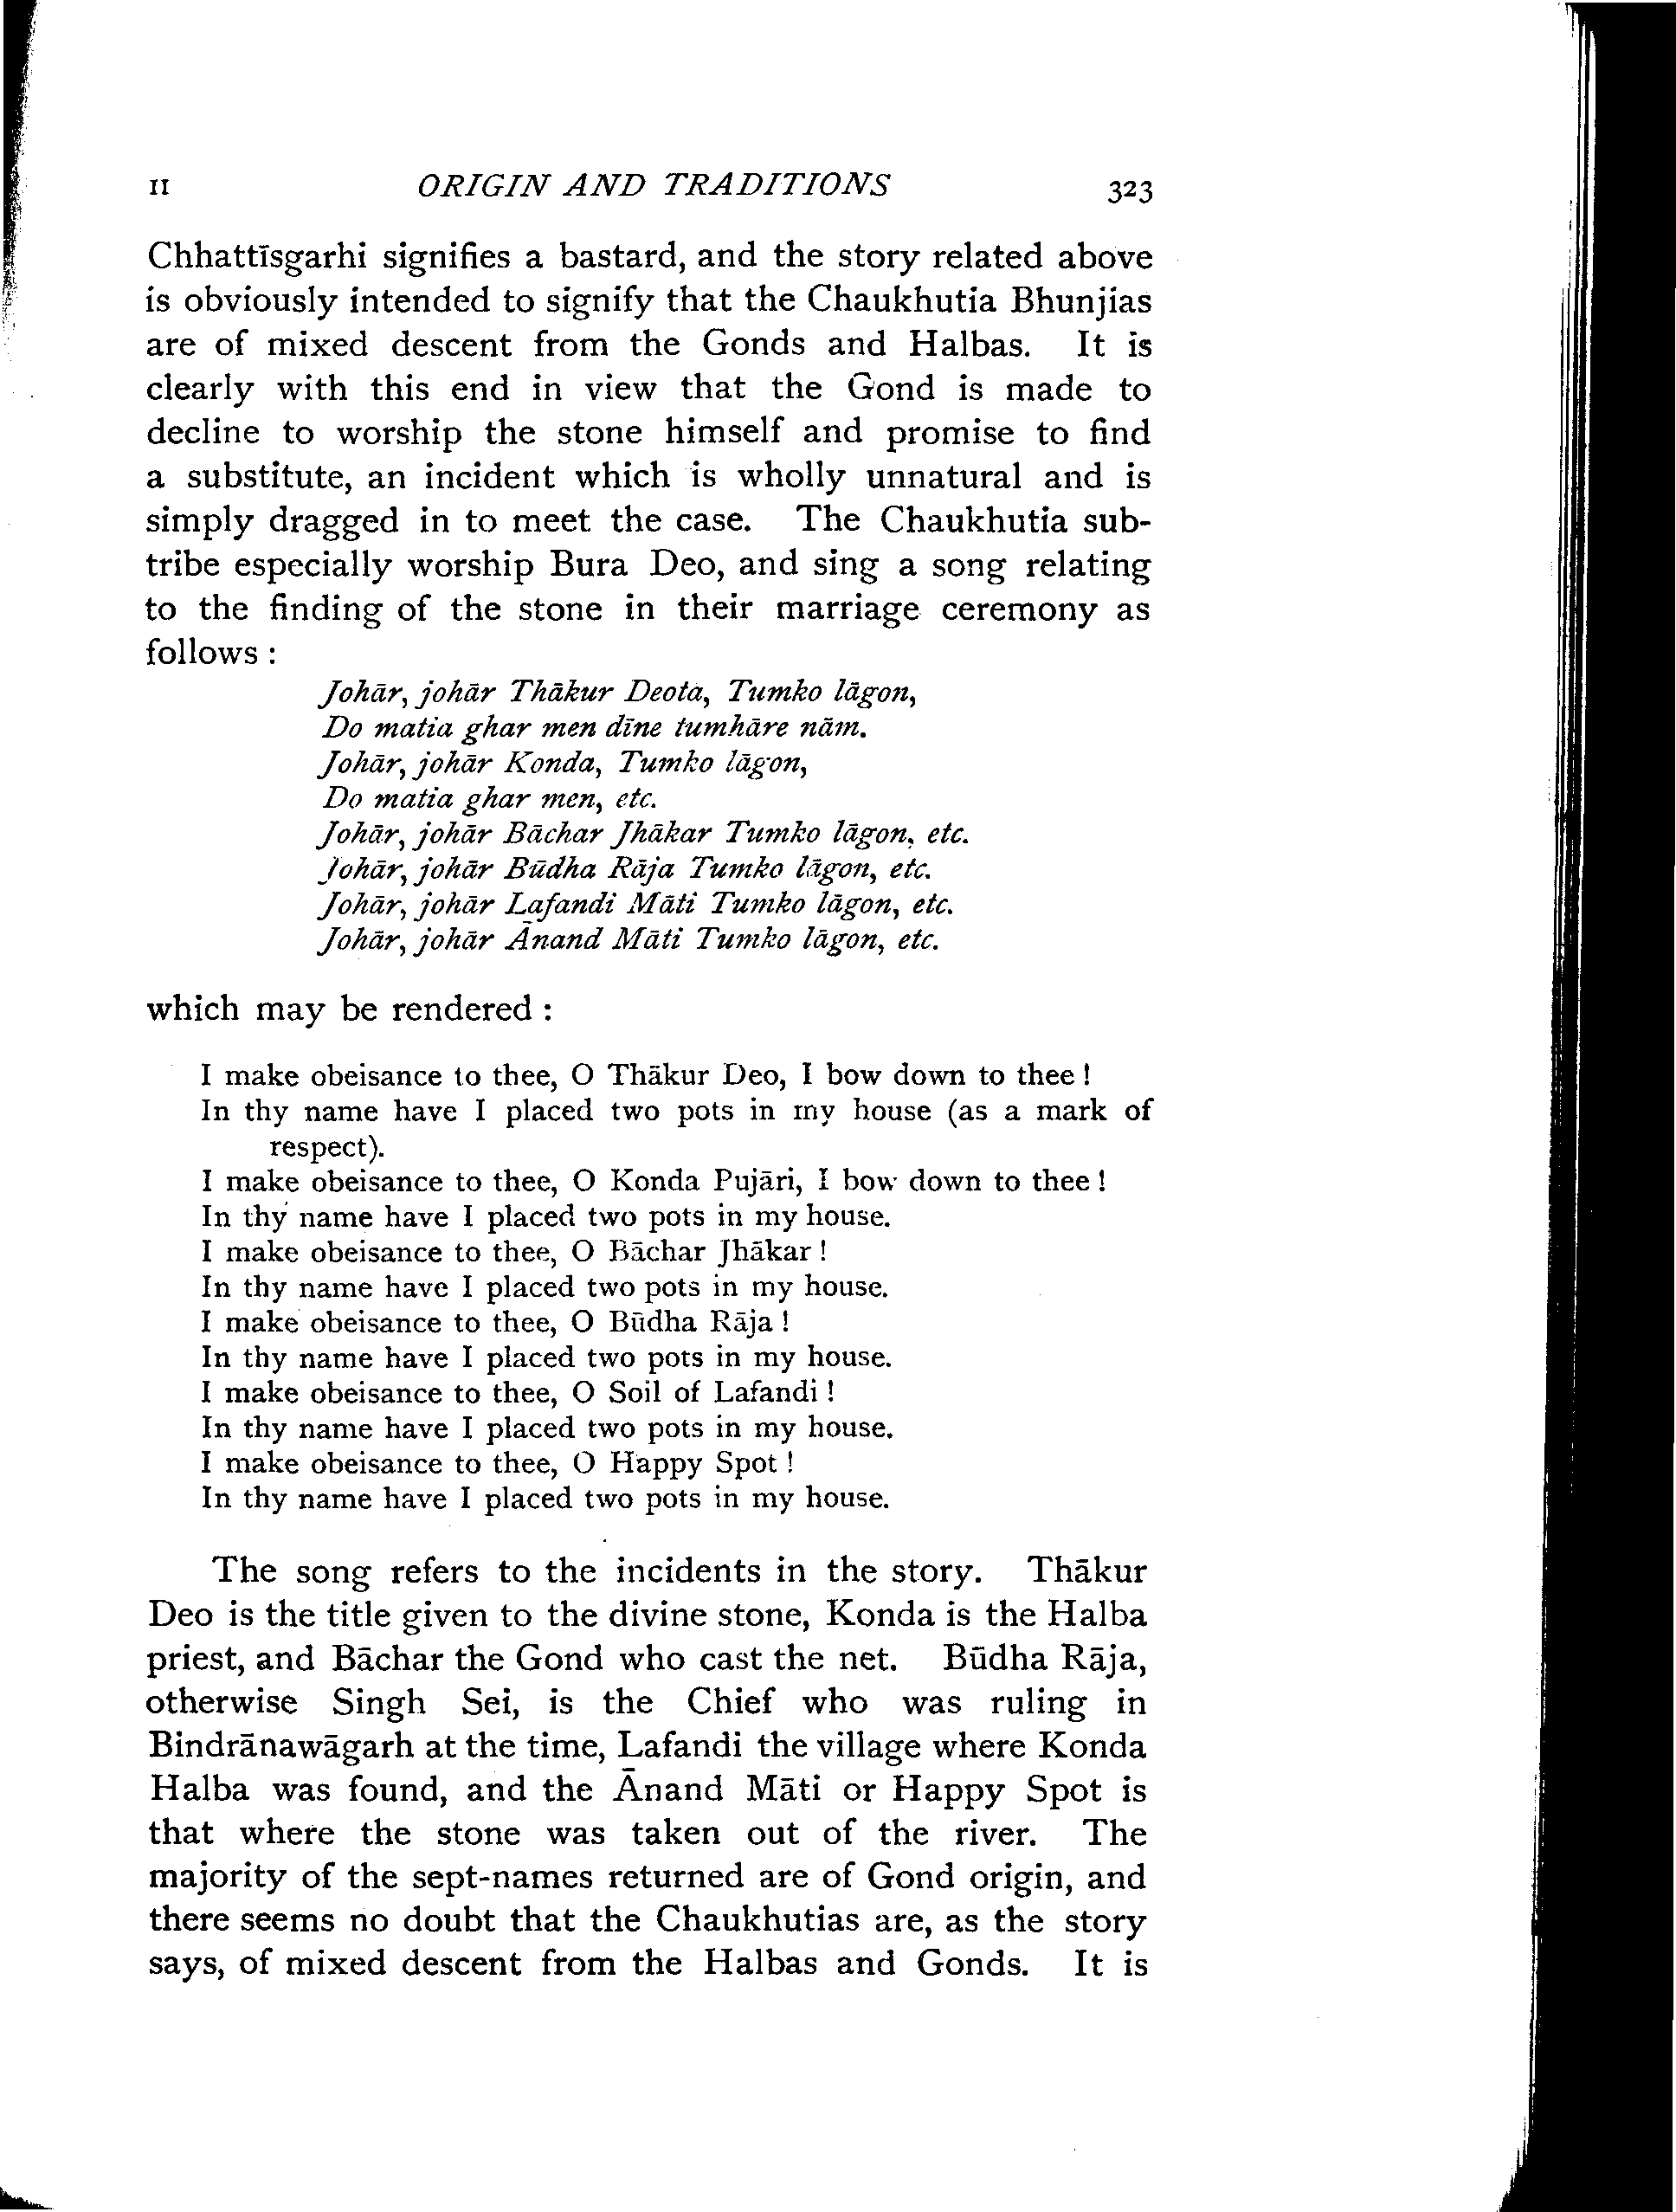 II ORIGIN AND TRADITIONS 323
Chhattīsgarhi signifies a bastard, and the story related above
is obviously intended to signify that the Chaukhutia Bhunjias
are of mixed descent from the Gonds and Halbas. It is
clearly with this end in view that the Gond is made to
decline to worship the stone himself and promise to find
a substitute, an incident which is wholly unnatural and is
simply dragged in to meet the case. The Chaukhutia sub-
tribe especially worship Bura Deo, and sing a song relating
to the finding of the stone in their marriage ceremony as
follows :
Johār, johār Thākur Deota, Tumko lāgon,
Do matia ghar men dīne tumhāre nām.
Johār, johār Konda, Tumko lāgon,
Do matia ghar men, etc.
Johār, johār Bāchar Jhākar Tumko lāgon, etc.
Johār, johār Būdha Rāja Tumko lāgon, etc.
Johār, johār Lafandi Māti Tumko lāgon, etc.
Johār, johār Ānand Māti Tumko lāgon, etc.
which may be rendered :
I make obeisance to thee, O Thākur Deo, I bow down to thee !
In thy name have I placed two pots in my house (as a mark of
respect).
I make obeisance to thee, O Konda Pujāri, I bow down to thee !
In thy name have I placed two pots in my house.
I make obeisance to thee, O Bāchar Jhākar !
In thy name have I placed two pots in my house.
I make obeisance to thee, O Būdha Rāja !
In thy name have I placed two pots in my house.
I make obeisance to thee, O Soil of Lafandi !
In thy name have I placed two pots in my house.
I make obeisance to thee, O Happy Spot !
In thy name have I placed two pots in my house.
The song refers to the incidents in the story. Thākur
Deo is the title given to the divine stone, Konda is the Halba
priest, and Bāchar the Gond who cast the net. Būdha Rāja,
otherwise Singh Sei, is the Chief who was ruling in
Bindrānawāgarh at the time, Lafandi the village where Konda
Halba was found, and the Ānand Māti or Happy Spot is
that where the stone was taken out of the river. The
majority of the sept-names returned are of Gond origin, and
there seems no doubt that the Chaukhutias are, as the story
says, of mixed descent from the Halbas and Gonds. It is